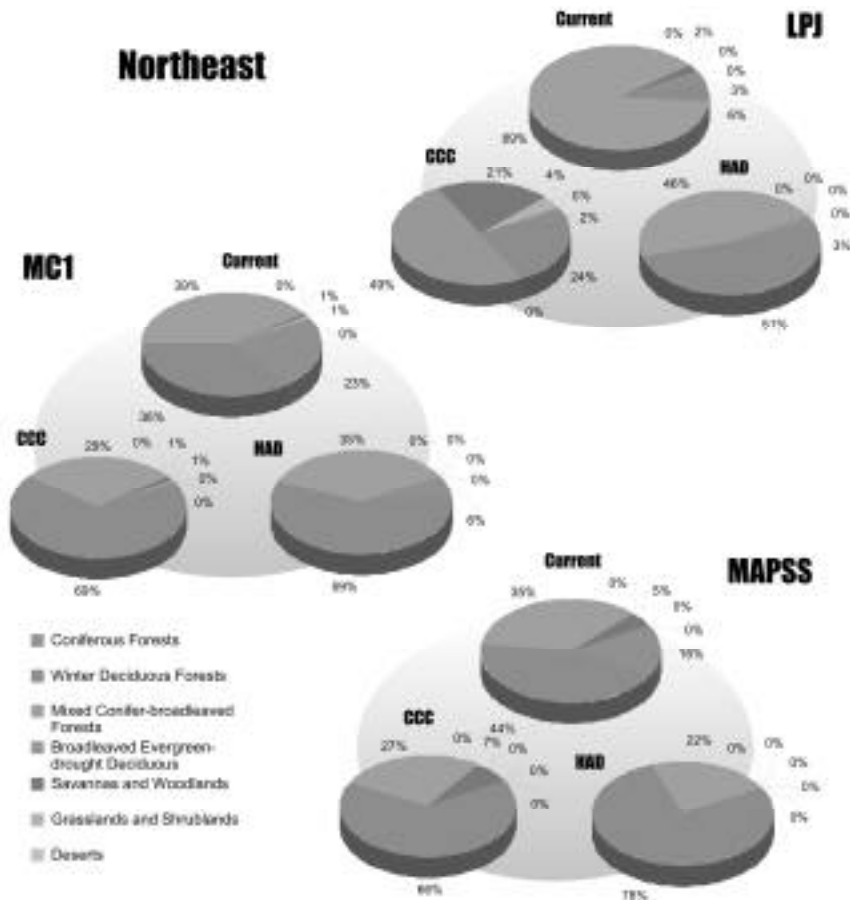 Northeast
LPJ
Current
0%
2%
0%
0%
3%
6%
89%
CCC
21%
4%
0%
2%
24%
0%
49%
HAD
46%
0%
0%
0%
0%
3%
51%
MC1
Current
39%
0%
1%
1%
0%
23%
36%
CCC
29%
0%
1%
1%
0%
0%
69%
HAD
35%
0%
0%
0%
0%
6%
MAPSS
Current
35%
0%
5%
0%
0%
16%
44%
CCC
27%
0%
7%
0%
0%
0%
HAD
22%
0%
0%
0%
0%
0%
78%
Coniferous Forests
Winter Deciduous Forests
Mixed Conifer-broadleaved
Forests
Broadleaved Evergreen-
drought Deciduous
Savannas and Woodlands
Grasslands and Shrublands
Deserts